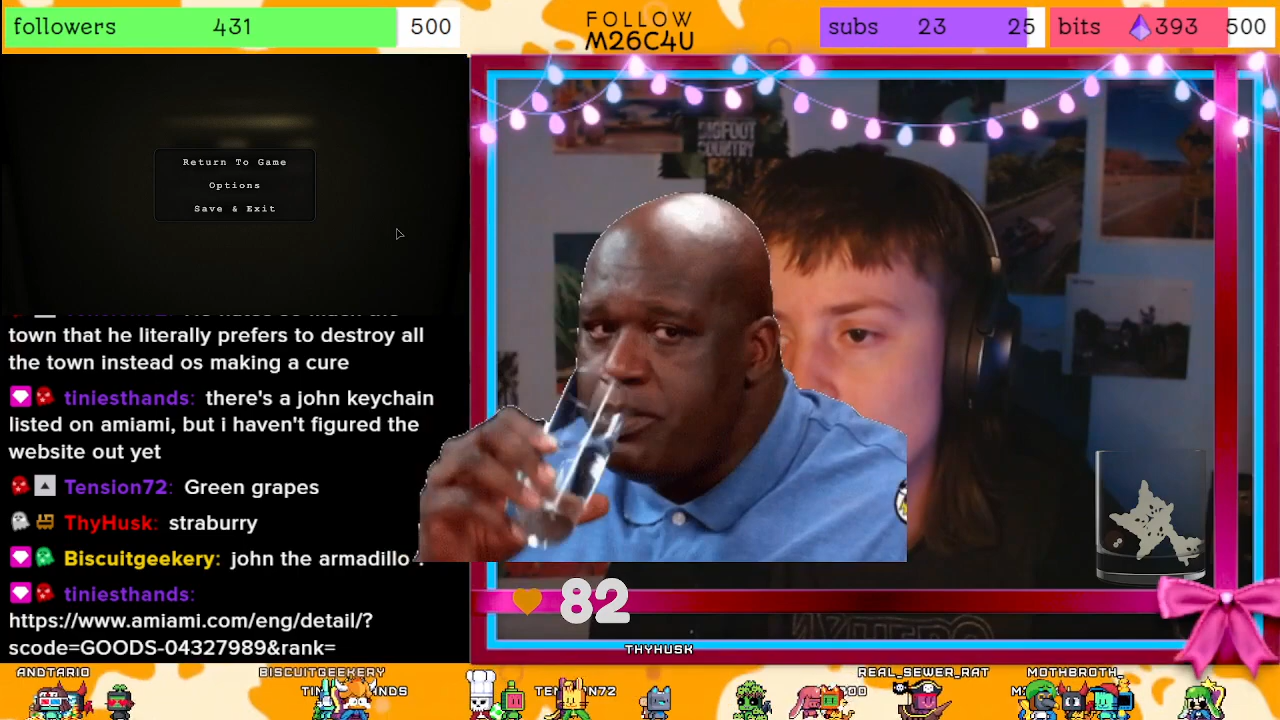 followers 431 500
FOLLOW
M26C4U
subs 23 25
bits 393 500
BIGFOOT
COUNTRY
Return To Game
Options
Save & Exit
town that he literally prefers to destroy all
the town instead os making a cure
tiniesthands: there's a john keychain
listed on amiami, but i haven't figured the
website out yet
Tension72: Green grapes
ThyHusk: straburry
Biscuitgeekery: john the armadillo
tiniesthands:
https://www.amiami.com/eng/detail/?
scode=GOODS-04327989&rank=
82
THYHUSK
ANDTARIO
BISCUITGEEKERY
REAL_SEWER_RAT
MOTHBROTH_